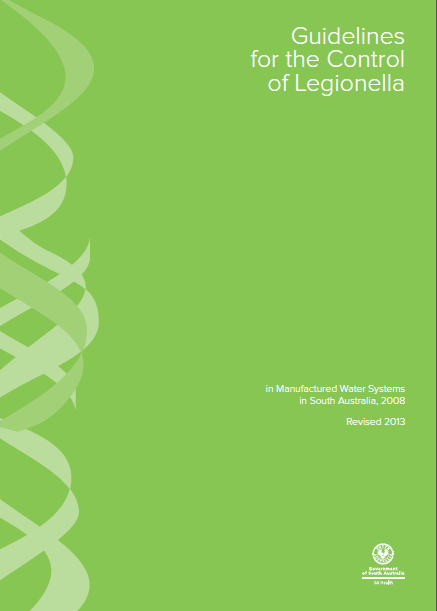 Guidelines
for the Control
of Legionella
in Manufactured Water Systems
in South Australia, 2008
Revised 2013
Government
of South Australia
SA Health